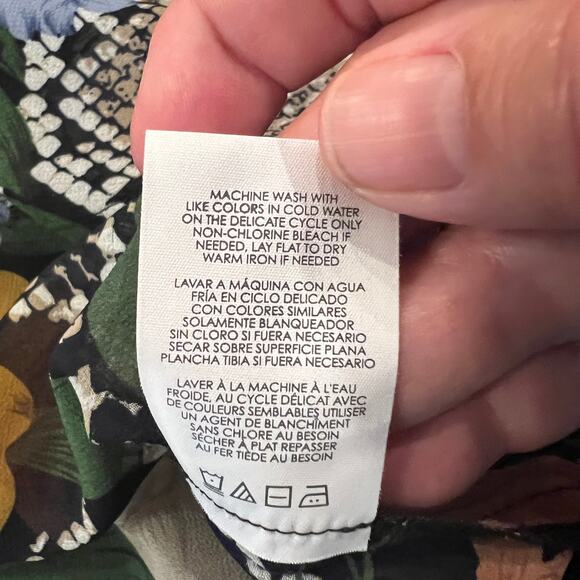 MACHINE WASH WITH
LIKE COLORS IN COLD WATER
ON THE DELICATE CYCLE ONLY
NON-CHLORINE BLEACH IF
NEEDED, LAY FLAT TO DRY
WARM IRON IF NEEDED
LAVAR A MÁQUINA CON AGUA
FRÍA EN CICLO DELICADO
CON COLORES SIMILARES
SOLAMENTE BLANQUEADOR
SIN CLORO SI FUERA NECESARIO
SECAR SOBRE SUPERFICIE PLANA
PLANCHA TIBIA SI FUERA NECESARIO
LAVER À LA MACHINE À L'EAU
FROIDE, AU CYCLE DÉLICAT AVEC
DE COULEURS SEMBLABLES UTILISER
UN AGENT DE BLANCHÎMENT
SANS CHLORE AU BESOIN
SÉCHER À PLAT REPASSER
AU FER TIÈDE AU BESOIN